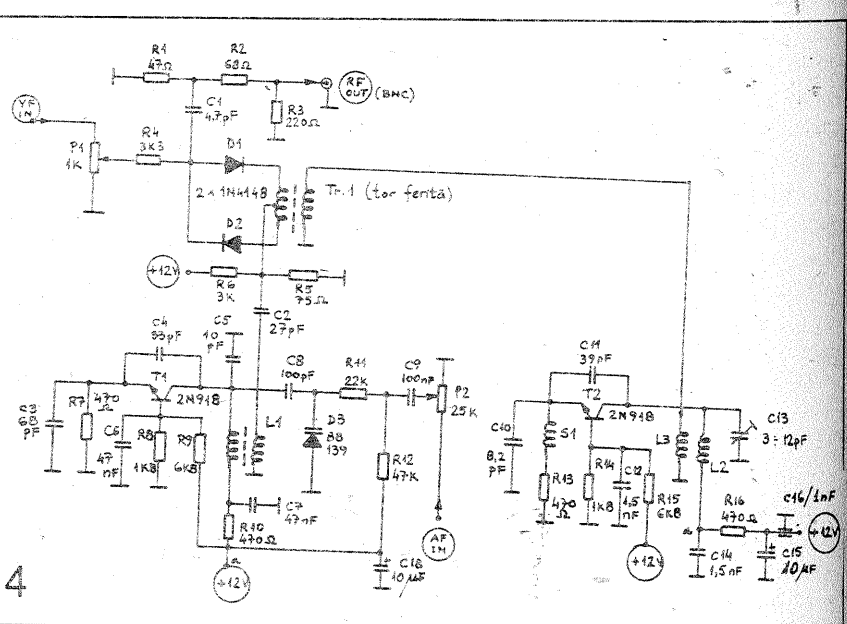 R1
47Ω
R2
68Ω
RF
OUT
(BNC)
C1
4,7pF
R3
220Ω
VF
IN
P1
1K
R4
3K3
D1
2x1N4148
Tr.1 (tor ferită)
D2
+12V
R6
3K
R5
75Ω
C2
27pF
C4
33pF
C5
10
pF
T1
2N918
C8
100pF
R11
22K
C9
100nF
P2
25K
C3
68
pF
R7
470
Ω
C6
47
nF
R8
1K8
R9
6K8
L1
D3
BB
139
R12
47K
C7
47nF
R10
470Ω
a
+12V
C18
10µF
AF
IN
C11
39pF
T2
2N918
C10
8,2
pF
S1
R13
470
Ω
R14
1K8
C12
1,5
nF
R15
6K8
+12V
L3
L2
C13
3÷12pF
R16
470Ω
C16/1nF
+12V
a
C14
1,5nF
C15
10µF
4